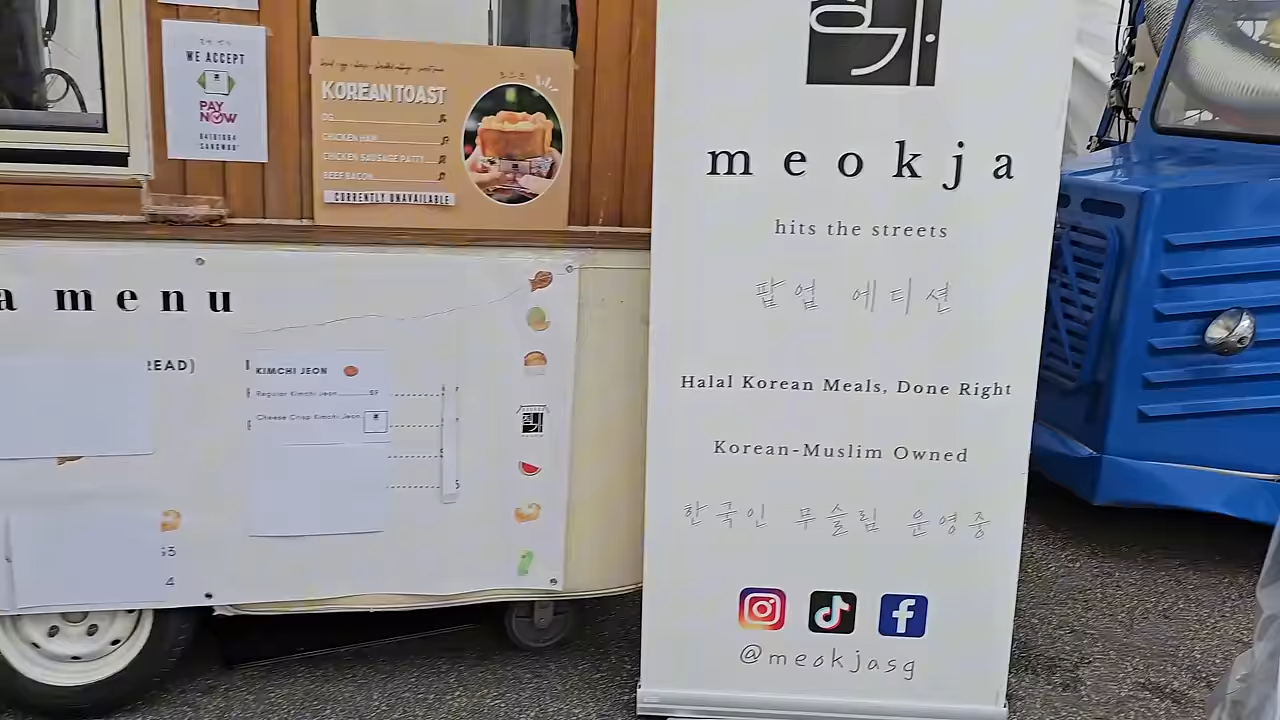 WE ACCEPT
PAY
NOW
KOREAN TOAST
OG
CHICKEN HAM
CHICKEN SAUSAGE PATTY
BEEF BACON
CURRENTLY UNAVAILABLE
a menu
READ)
KIMCHI JEON
Regular Kimchi Jeon
Cheese Crisp Kimchi Jeon
meokja
hits the streets
팝업 에디션
Halal Korean Meals, Done Right
Korean-Muslim Owned
한국인 무슬림 운영중
@meokjasg